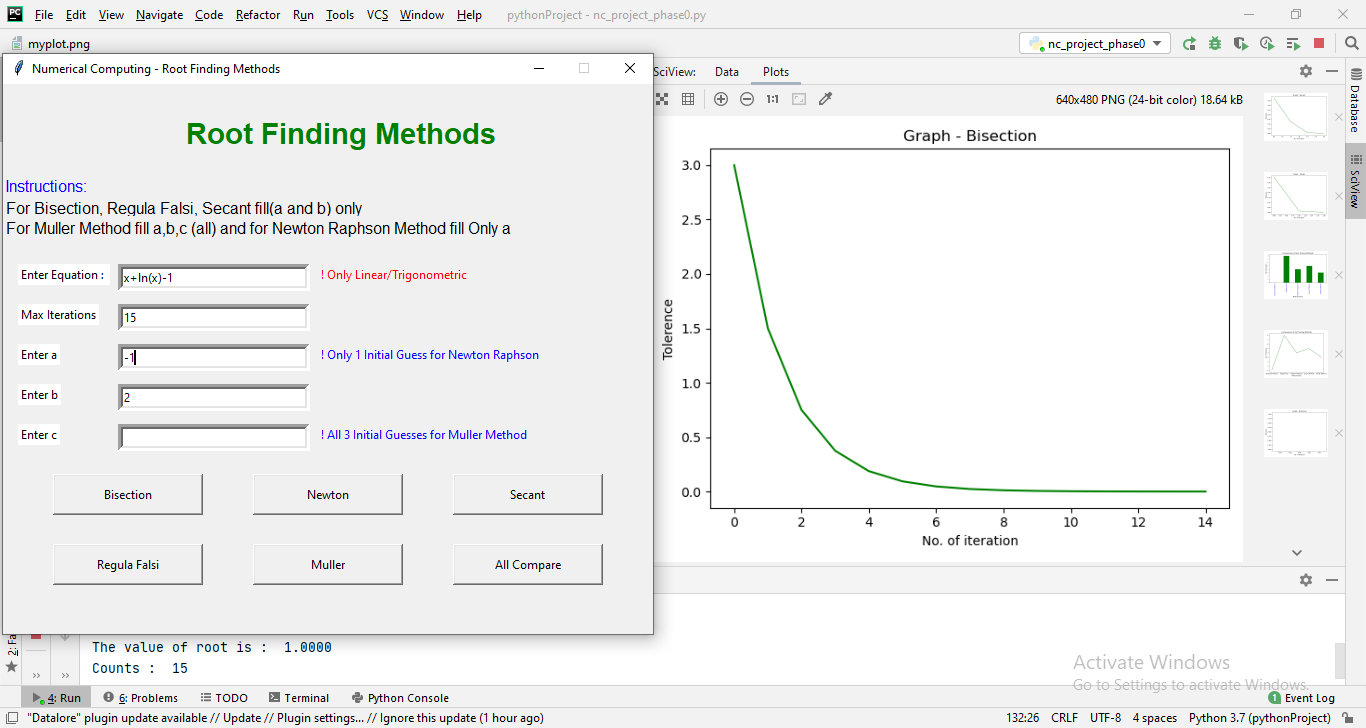 PC File Edit View Navigate Code Refactor Run Tools VCS Window Help pythonProject - nc_project_phase0.py
myplot.png nc_project_phase0
Numerical Computing - Root Finding Methods
SciView: Data Plots
1:1 640x480 PNG (24-bit color) 18.64 kB
Root Finding Methods
Instructions:
For Bisection, Regula Falsi, Secant fill(a and b) only
For Muller Method fill a,b,c (all) and for Newton Raphson Method fill Only a
Enter Equation : x+ln(x)-1 ! Only Linear/Trigonometric
Max Iterations 15
Enter a -1 ! Only 1 Initial Guess for Newton Raphson
Enter b 2
Enter c ! All 3 Initial Guesses for Muller Method
Bisection Newton Secant
Regula Falsi Muller All Compare
Graph - Bisection
3.0
2.5
2.0
1.5
1.0
0.5
0.0
Tolerence
0 2 4 6 8 10 12 14
No. of iteration
Database
SciView
2: Fa
The value of root is : 1.0000
Counts : 15
Activate Windows
Go to Settings to activate Windows.
4: Run 6: Problems TODO Terminal Python Console 1 Event Log
"Datalore" plugin update available // Update // Plugin settings... // Ignore this update (1 hour ago) 132:26 CRLF UTF-8 4 spaces Python 3.7 (pythonProject)